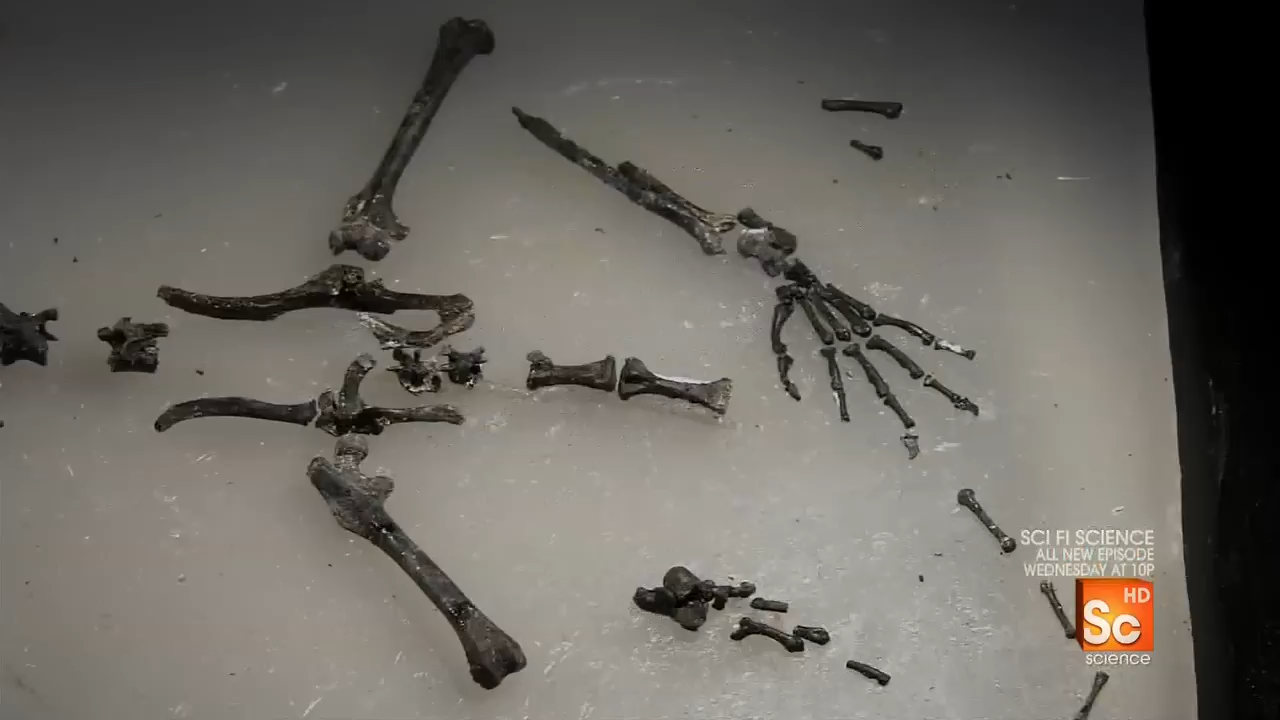 SCI FI SCIENCE
ALL NEW EPISODE
WEDNESDAY AT 10P
HD
Sc
science